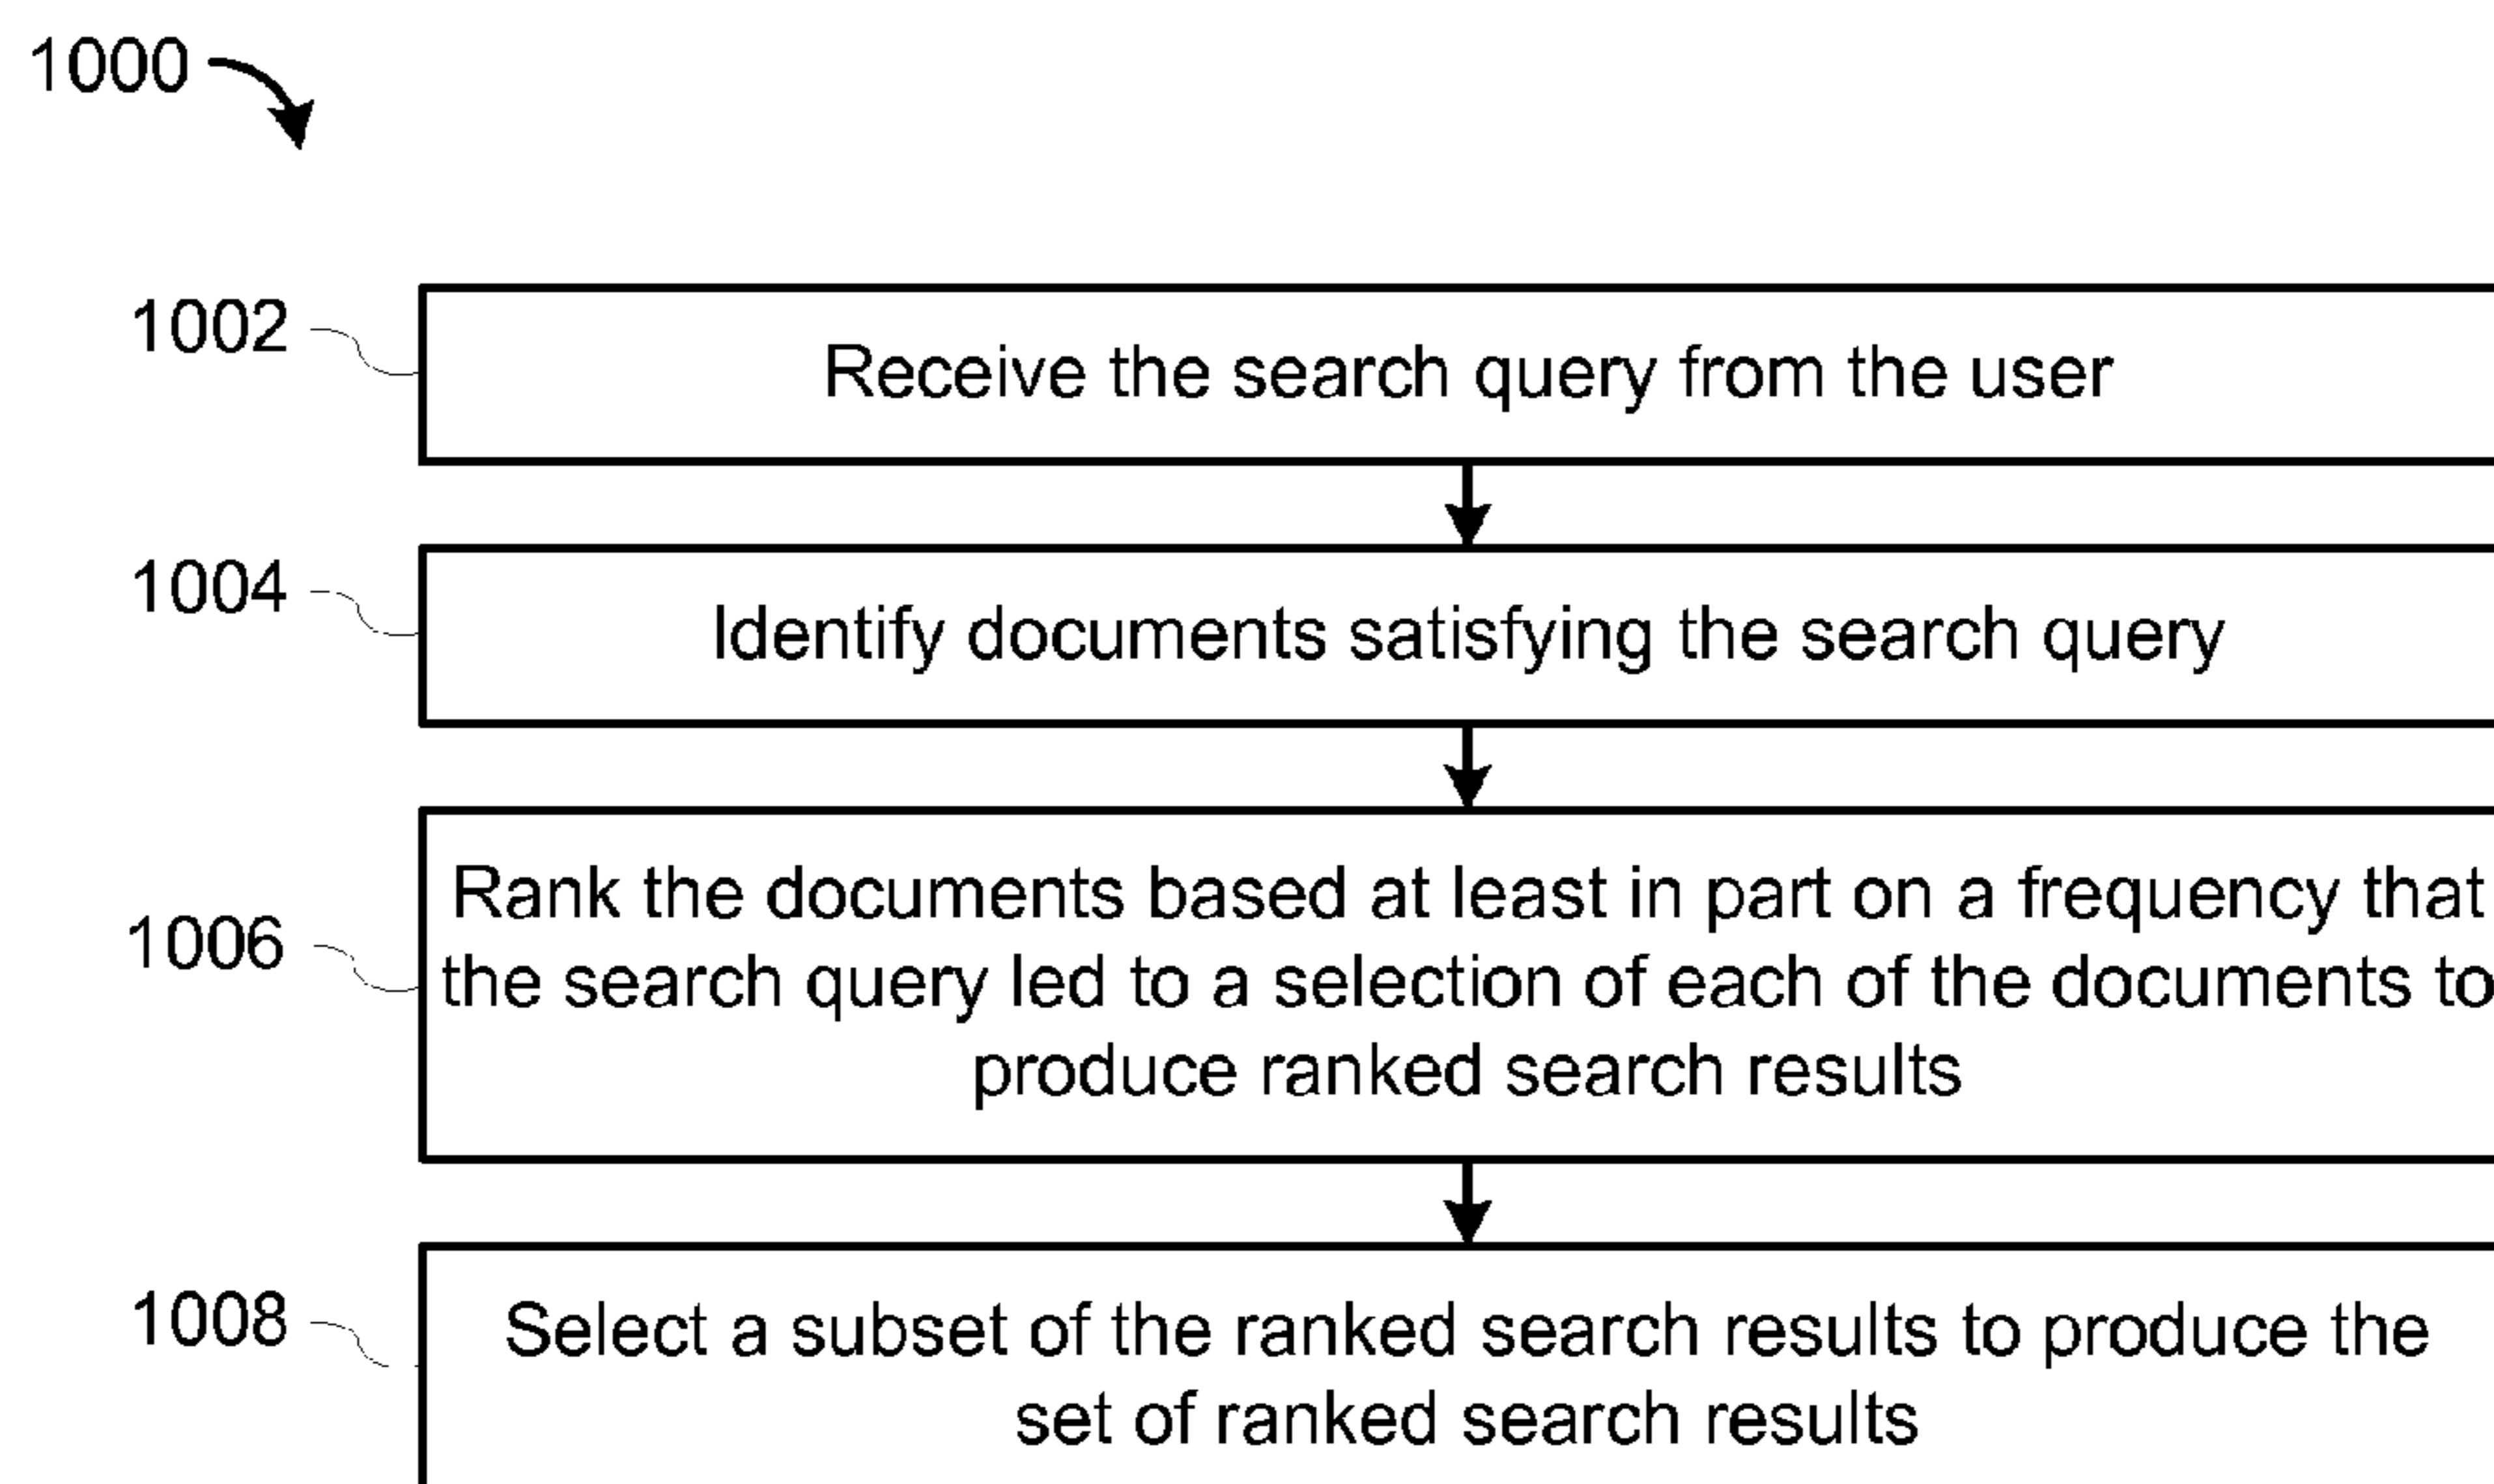 1000
1002
Receive the search query from the user
1004
Identify documents satisfying the search query
1006
Rank the documents based at least in part on a frequency that
the search query led to a selection of each of the documents to
produce ranked search results
1008
Select a subset of the ranked search results to produce the
set of ranked search results